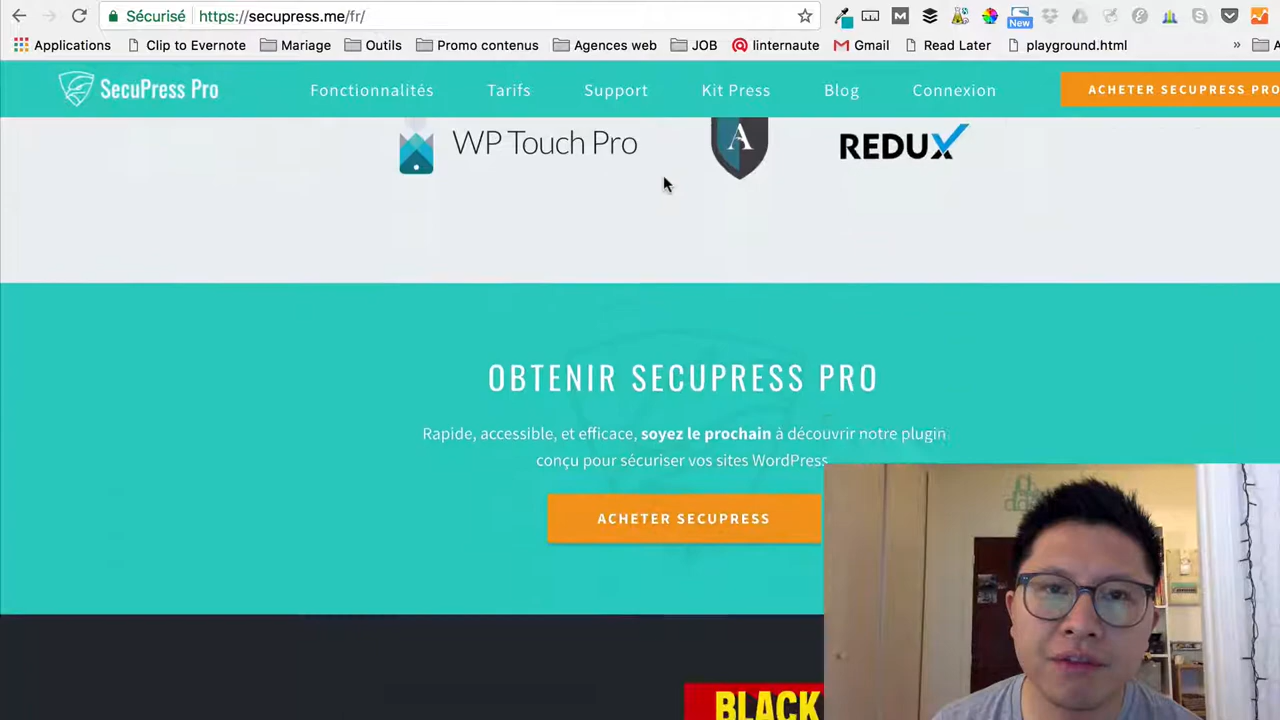 Sécurisé https://secupress.me/fr/
New
Applications Clip to Evernote Mariage Outils Promo contenus Agences web JOB linternaute Gmail Read Later playground.html » A
SecuPress Pro Fonctionnalités Tarifs Support Kit Press Blog Connexion ACHETER SECUPRESS PRO
WP Touch Pro A REDUX
OBTENIR SECUPRESS PRO
Rapide, accessible, et efficace, soyez le prochain à découvrir notre plugin
conçu pour sécuriser vos sites WordPress
ACHETER SECUPRESS
BLACK